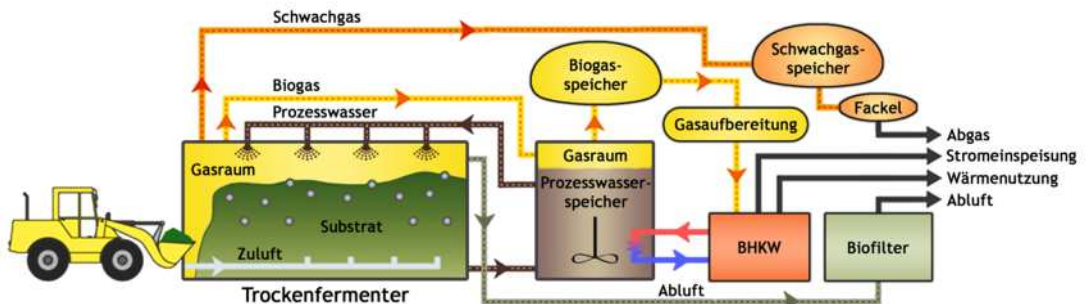 Schwachgas
Schwachgas-
speicher
Biogas-
speicher
Biogas
Fackel
Prozesswasser
Gasaufbereitung
Abgas
Gasraum
Gasraum
Stromeinspeisung
Prozesswasser-
speicher
Wärmenutzung
Abluft
Substrat
Zuluft
BHKW
Biofilter
Abluft
Trockenfermenter